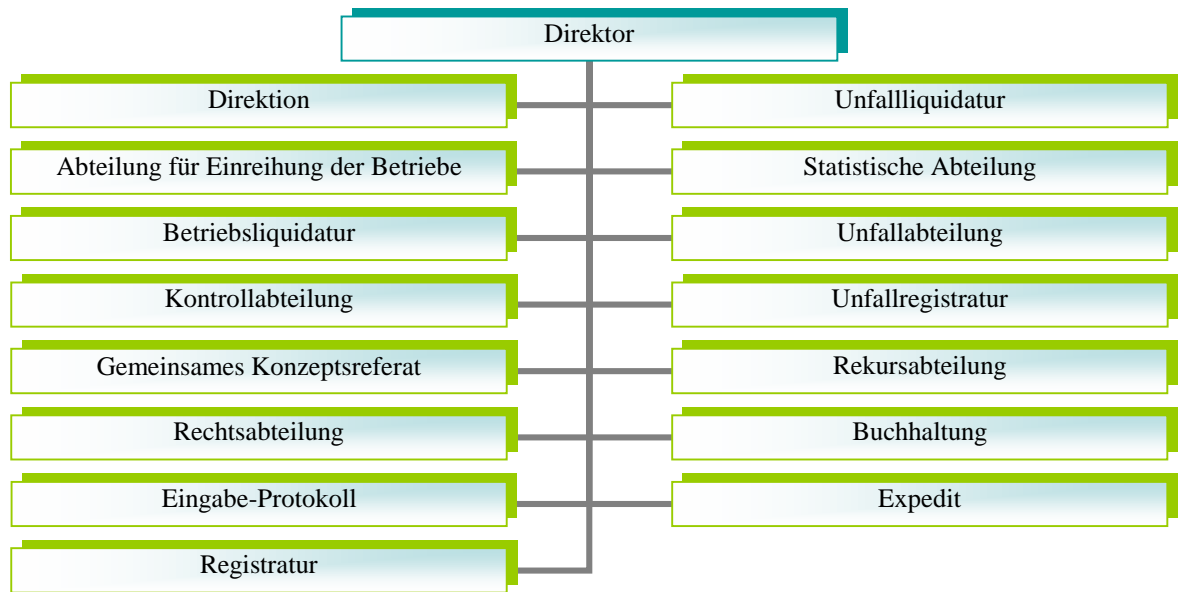 Direktor
Direktion
Unfallliquidatur
Abteilung für Einreihung der Betriebe
Statistische Abteilung
Betriebsliquidatur
Unfallabteilung
Kontrollabteilung
Unfallregistratur
Gemeinsames Konzeptsreferat
Rekursabteilung
Rechtsabteilung
Buchhaltung
Eingabe-Protokoll
Expedit
Registratur